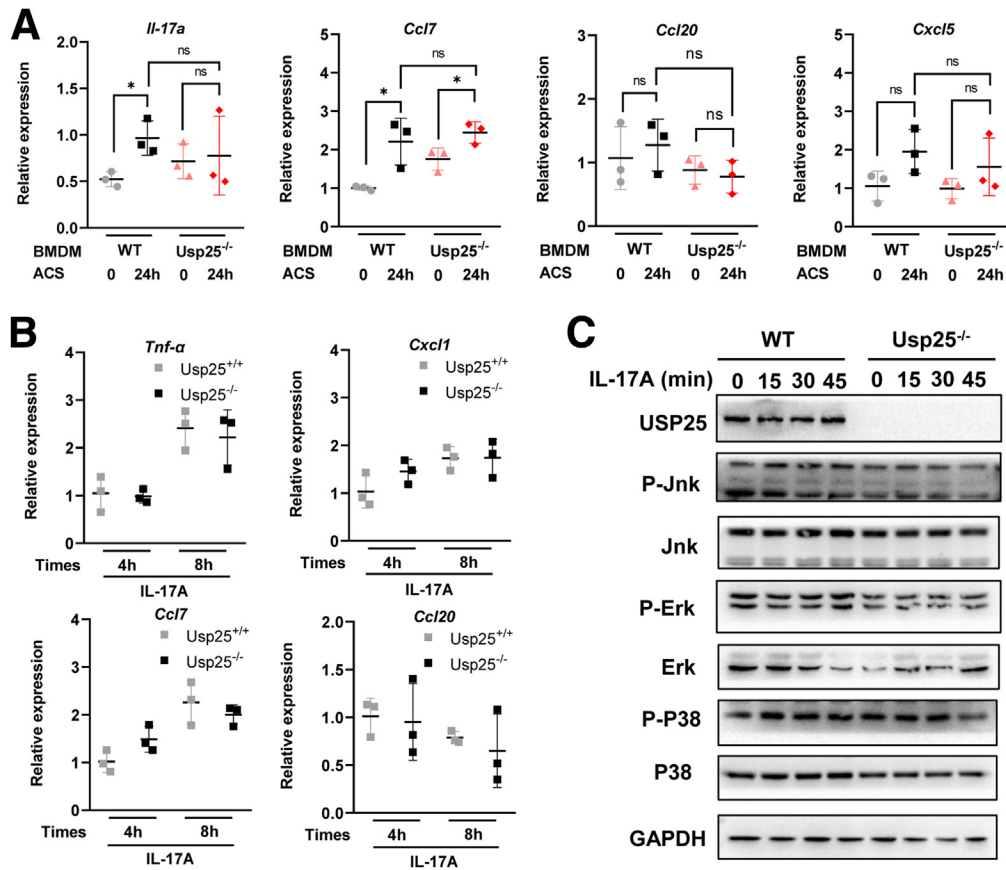 A
Il-17a
Relative expression
2.0
1.5
1.0
0.5
0.0
*
ns
ns
BMDM WT Usp25-/-
ACS 0 24h 0 24h
Ccl7
Relative expression
5
4
3
2
1
0
*
ns
*
WT Usp25-/-
0 24h 0 24h
Ccl20
Relative expression
3
2
1
0
ns
ns
ns
BMDM WT Usp25-/-
ACS 0 24h 0 24h
Cxcl5
Relative expression
5
4
3
2
1
0
ns
ns
ns
WT Usp25-/-
0 24h 0 24h
B
Tnf-α
Usp25+/+
Usp25-/-
Relative expression
4
3
2
1
0
Times 4h 8h
IL-17A
Cxcl1
Usp25+/+
Usp25-/-
Relative expression
4
3
2
1
0
Times 4h 8h
IL-17A
Ccl7
Usp25+/+
Usp25-/-
Relative expression
4
3
2
1
0
Times 4h 8h
IL-17A
Ccl20
Usp25+/+
Usp25-/-
Relative expression
2.0
1.5
1.0
0.5
0.0
Times 4h 8h
IL-17A
C
WT Usp25-/-
IL-17A (min) 0 15 30 45 0 15 30 45
USP25
P-Jnk
Jnk
P-Erk
Erk
P-P38
P38
GAPDH